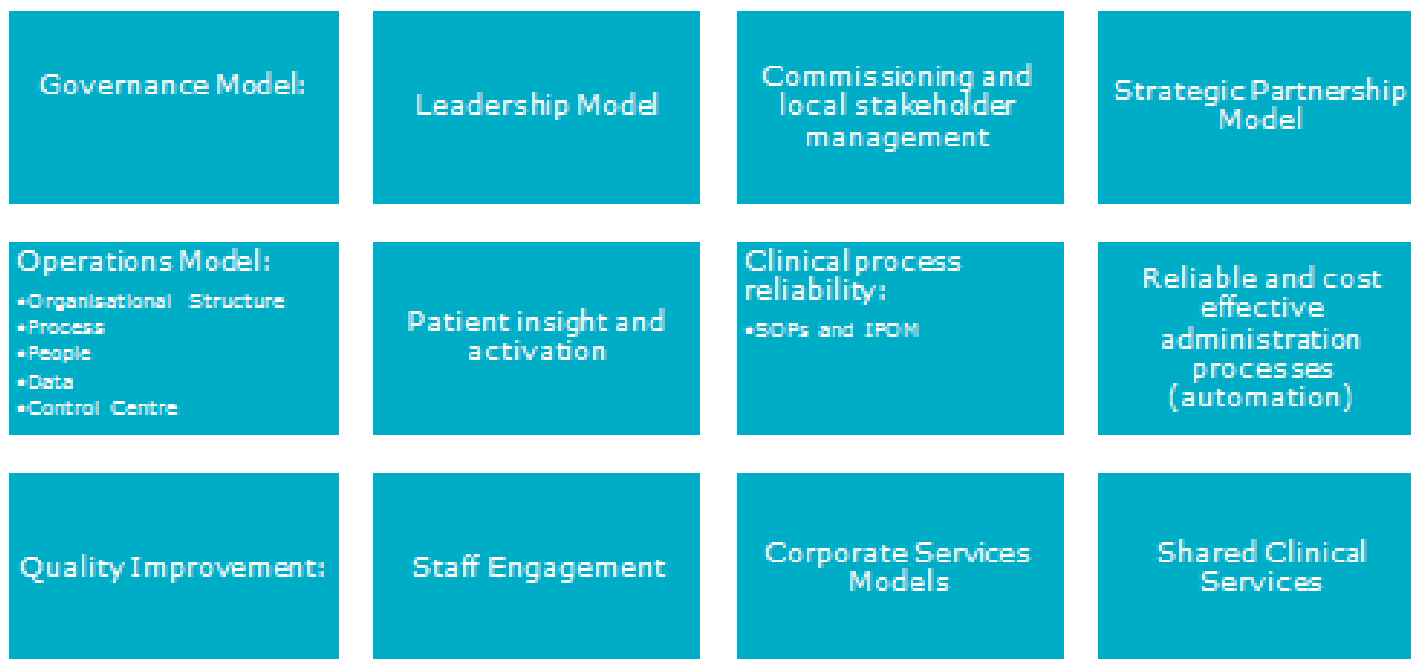 Governance Model:
Leadership Model
Commissioning and
local stakeholder
management
Strategic Partnership
Model
Operations Model:
•Organisational Structure
•Process
•People
•Data
•Control Centre
Patient insight and
activation
Clinical process
reliability:
•SOPs and IPOM
Reliable and cost
effective
administration
processes
(automation)
Quality Improvement:
Staff Engagement
Corporate Services
Models
Shared Clinical
Services